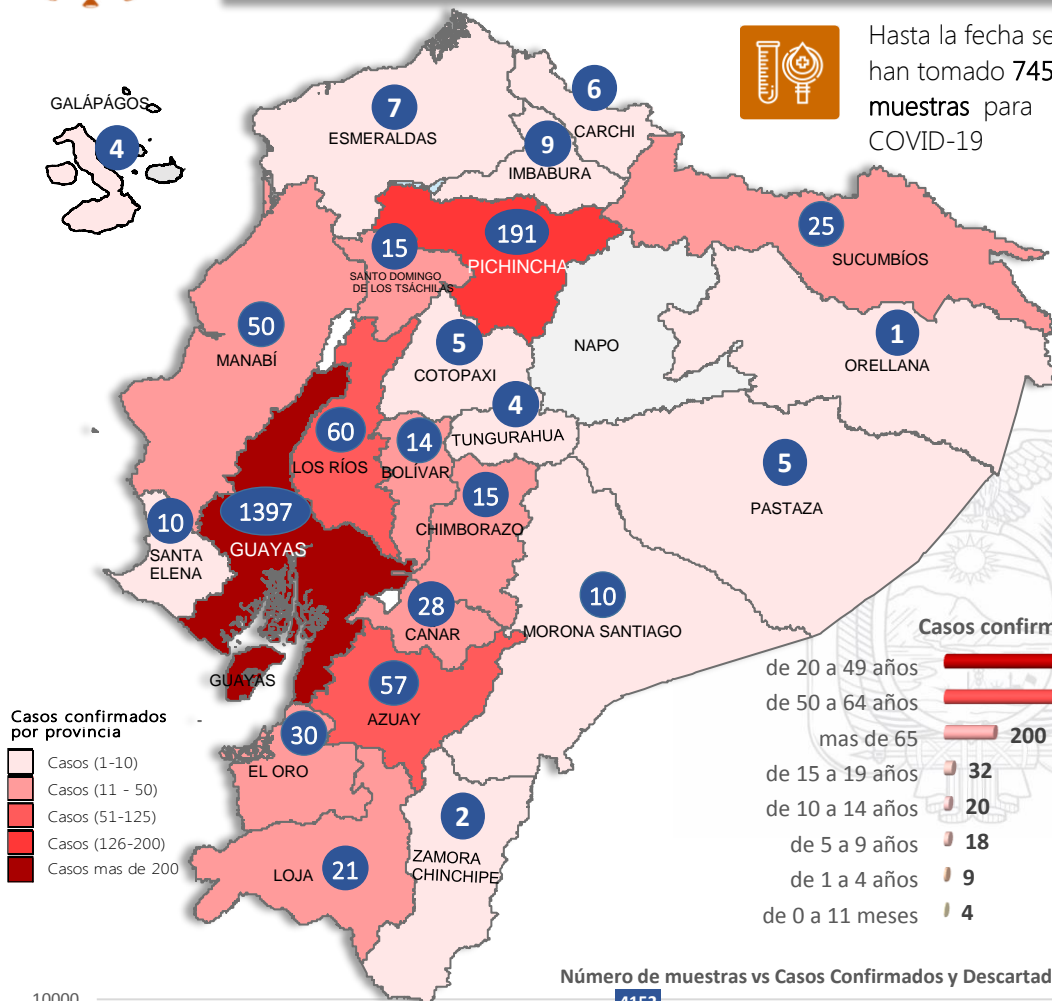 Hasta la fecha se
han tomado 745
muestras para
COVID-19
GALÁPÁGOS
4
7
ESMERALDAS
6
CARCHI
9
IMBABURA
25
SUCUMBÍOS
191
PICHINCHA
15
SANTO DOMINGO
DE LOS TSÁCHILAS
50
MANABÍ
NAPO
1
ORELLANA
5
COTOPAXI
4
TUNGURAHUA
60
LOS RÍOS
14
BOLÍVAR
5
PASTAZA
15
CHIMBORAZO
1397
GUAYAS
10
SANTA
ELENA
10
MORONA SANTIAGO
28
CANAR
GUAYAS
57
AZUAY
30
EL ORO
2
ZAMORA
CHINCHIPE
LOJA
21
Casos confirmados
por provincia
Casos (1-10)
Casos (11 - 50)
Casos (51-125)
Casos (126-200)
Casos mas de 200
Casos confirm
de 20 a 49 años
de 50 a 64 años
mas de 65 200
de 15 a 19 años 32
de 10 a 14 años 20
de 5 a 9 años 18
de 1 a 4 años 9
de 0 a 11 meses 4
Número de muestras vs Casos Confirmados y Descartad
10000
4152